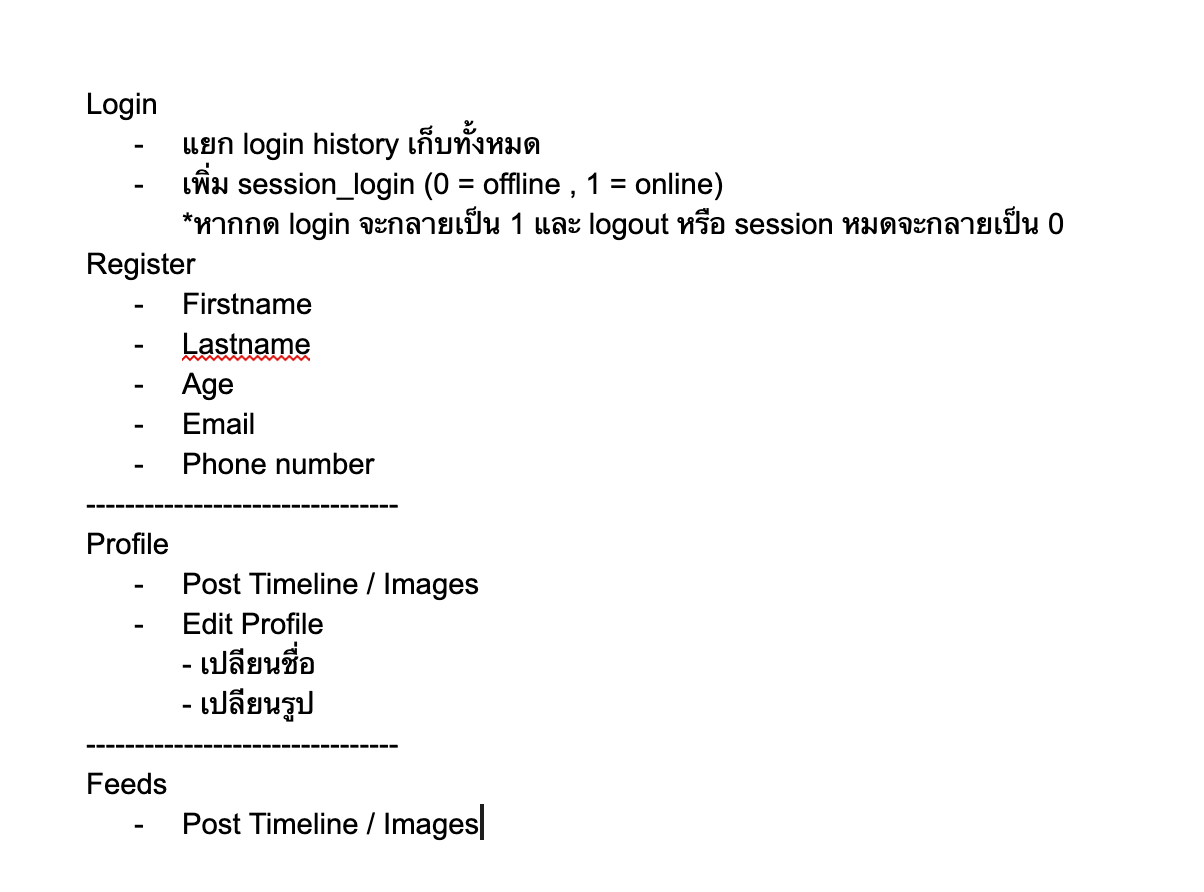 Login
- แยก login history เก็บทั้งหมด
- เพิ่ม session_login (0 = offline , 1 = online)
*หากกด login จะกลายเป็น 1 และ logout หรือ session หมดจะกลายเป็น 0
Register
- Firstname
- Lastname
- Age
- Email
- Phone number
--------------------------------
Profile
- Post Timeline / Images
- Edit Profile
- เปลี่ยนชื่อ
- เปลี่ยนรูป
--------------------------------
Feeds
- Post Timeline / Images